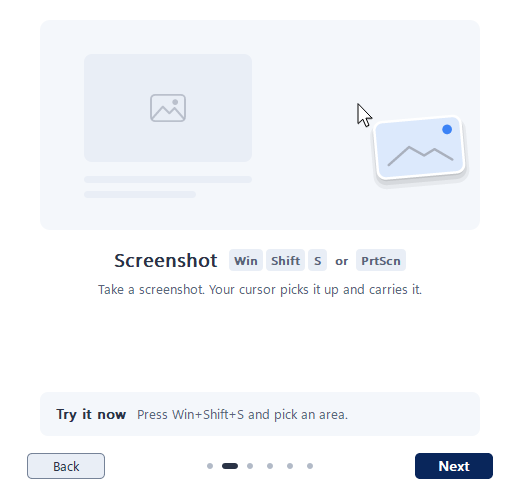 Screenshot Win Shift S or PrtScn
Take a screenshot. Your cursor picks it up and carries it.
Try it now Press Win+Shift+S and pick an area.
Back Next